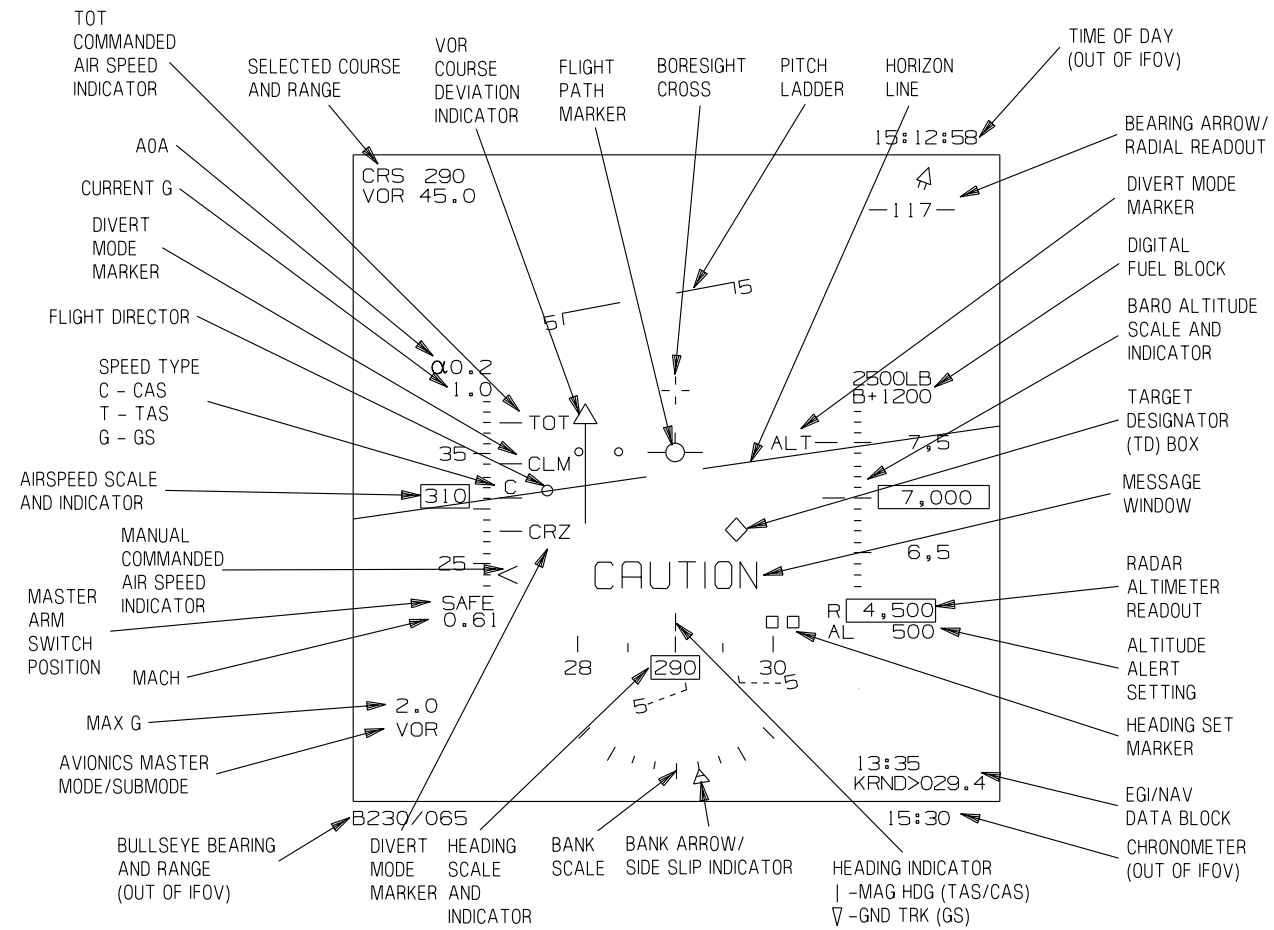 TOT
COMMANDED
AIR SPEED
INDICATOR
SELECTED COURSE
AND RANGE
VOR
COURSE
DEVIATION
INDICATOR
FLIGHT
PATH
MARKER
BORESIGHT
CROSS
PITCH
LADDER
HORIZON
LINE
TIME OF DAY
(OUT OF IFOV)
BEARING ARROW/
RADIAL READOUT
DIVERT MODE
MARKER
DIGITAL
FUEL BLOCK
BARO ALTITUDE
SCALE AND
INDICATOR
TARGET
DESIGNATOR
(TD) BOX
MESSAGE
WINDOW
RADAR
ALTIMETER
READOUT
ALTITUDE
ALERT
SETTING
HEADING SET
MARKER
EGI/NAV
DATA BLOCK
CHRONOMETER
(OUT OF IFOV)
AOA
CURRENT G
DIVERT
MODE
MARKER
FLIGHT DIRECTOR
SPEED TYPE
C - CAS
T - TAS
G - GS
AIRSPEED SCALE
AND INDICATOR
MANUAL
COMMANDED
AIR SPEED
INDICATOR
MASTER
ARM
SWITCH
POSITION
MACH
MAX G
AVIONICS MASTER
MODE/SUBMODE
BULLSEYE BEARING
AND RANGE
(OUT OF IFOV)
DIVERT
MODE
MARKER
HEADING
SCALE
AND
INDICATOR
BANK
SCALE
BANK ARROW/
SIDE SLIP INDICATOR
HEADING INDICATOR
| -MAG HDG (TAS/CAS)
▽ -GND TRK (GS)
15:12:58
CRS 290
VOR 45.0
-117-
5
5
α0.2
1.0
2500LB
B+1200
TOT
ALT
7,5
35
CLM
C
310
7,000
CRZ
6,5
25
<
CAUTION
SAFE
0.61
R 4,500
AL 500
28
290
30
5
5
2.0
VOR
13:35
KRND>029.4
B230/065
15:30